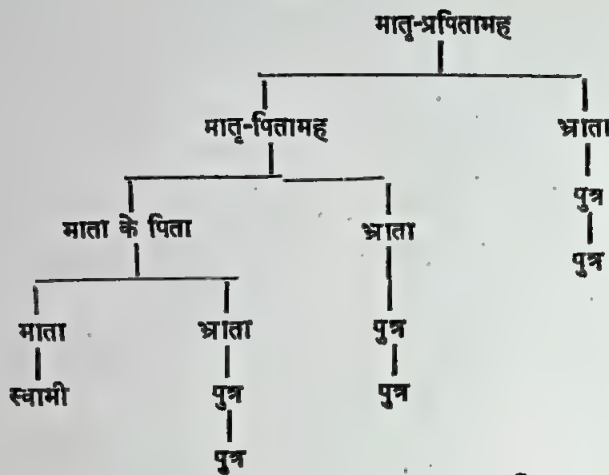 मातृ-प्रपितामह
मातृ-पितामह भ्राता
पुत्र
माता के पिता भ्राता
पुत्र
माता भ्राता पुत्र
स्वामी पुत्र पुत्र
पुत्र